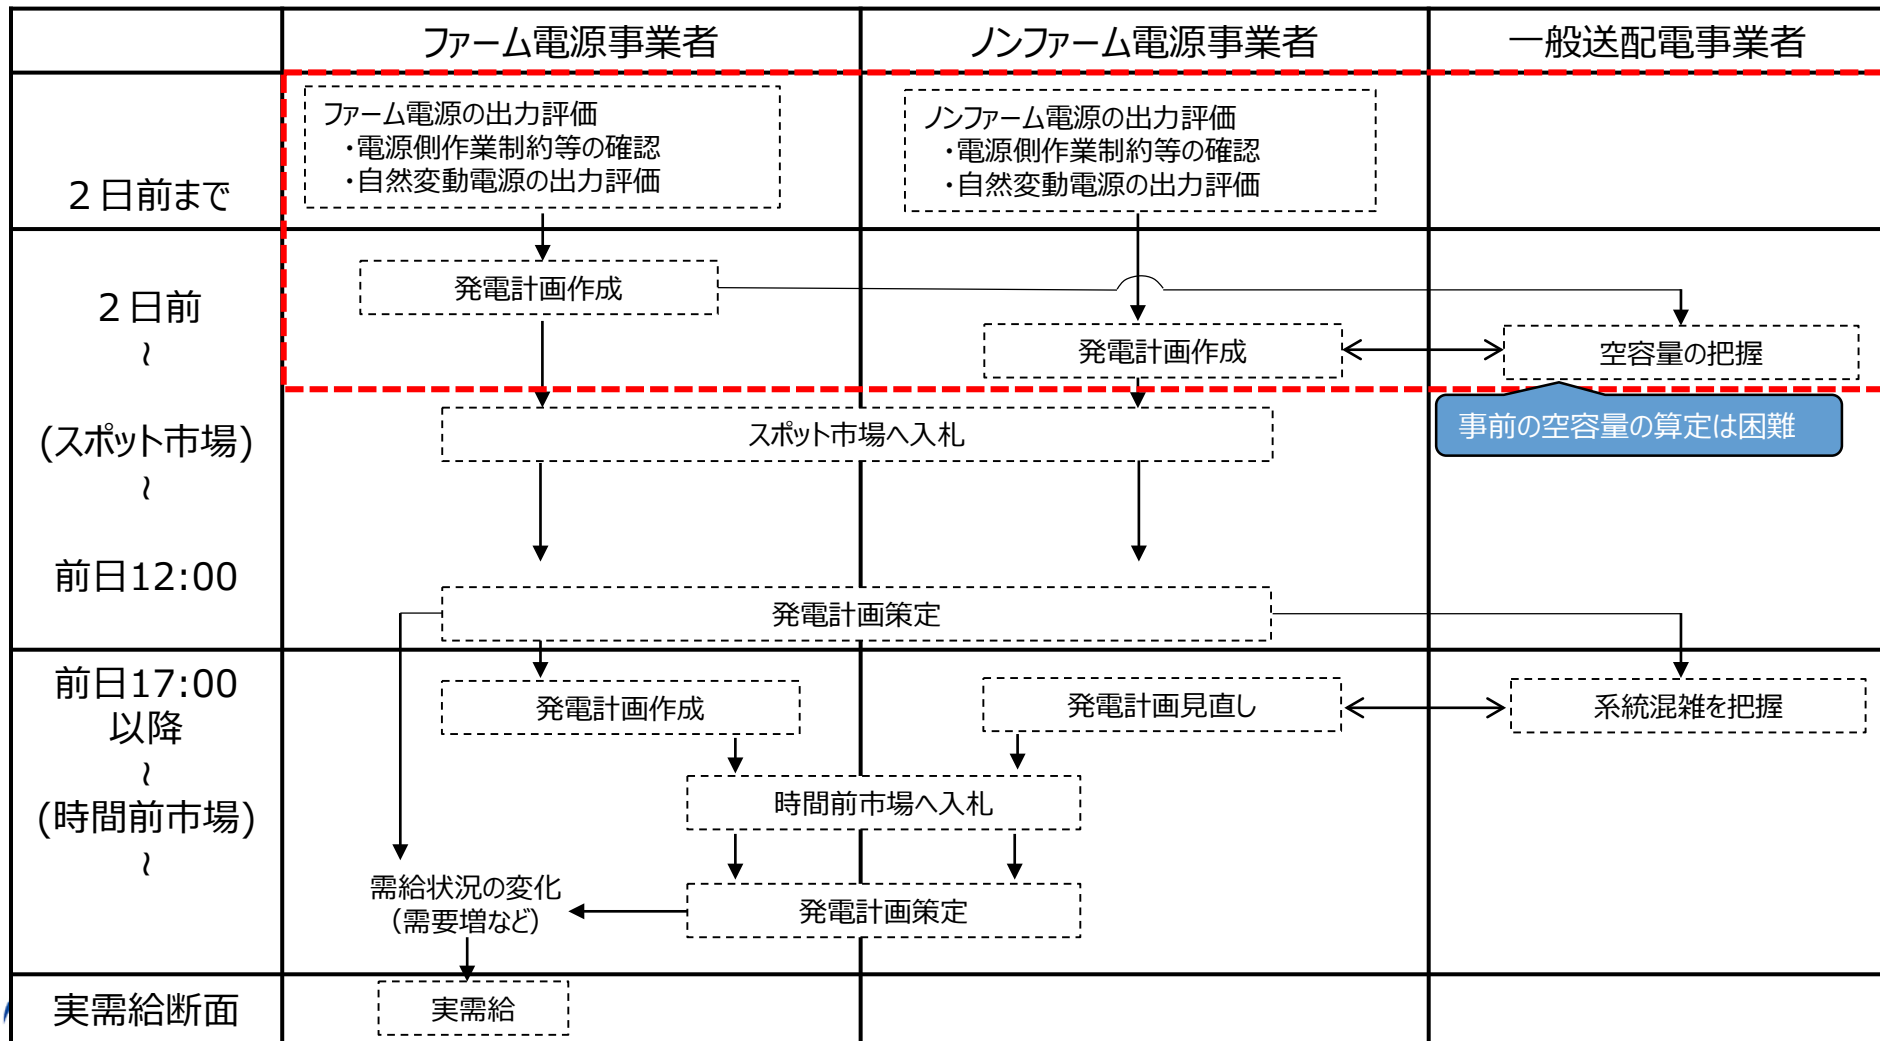 ファーム電源事業者
ノンファーム電源事業者
一般送配電事業者
２日前まで
ファーム電源の出力評価
・電源側作業制約等の確認
・自然変動電源の出力評価
ノンファーム電源の出力評価
・電源側作業制約等の確認
・自然変動電源の出力評価
２日前
~
(スポット市場)
~
前日12:00
発電計画作成
発電計画作成
空容量の把握
事前の空容量の算定は困難
スポット市場へ入札
発電計画策定
前日17:00
以降
~
(時間前市場)
~
発電計画作成
発電計画見直し
系統混雑を把握
時間前市場へ入札
需給状況の変化
(需要増など)
発電計画策定
実需給断面
実需給